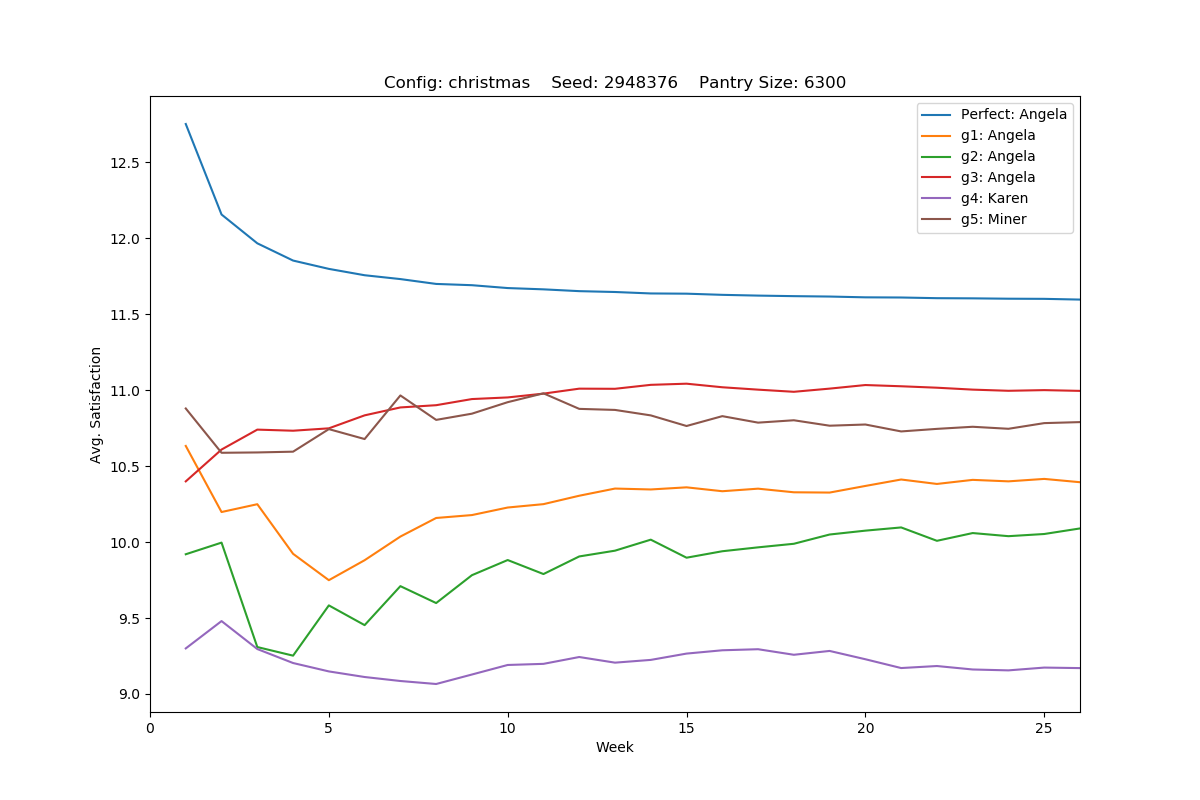 Config: christmas    Seed: 2948376    Pantry Size: 6300
Perfect: Angela
g1: Angela
g2: Angela
g3: Angela
g4: Karen
g5: Miner
Avg. Satisfaction
12.5
12.0
11.5
11.0
10.5
10.0
9.5
9.0
0 5 10 15 20 25
Week